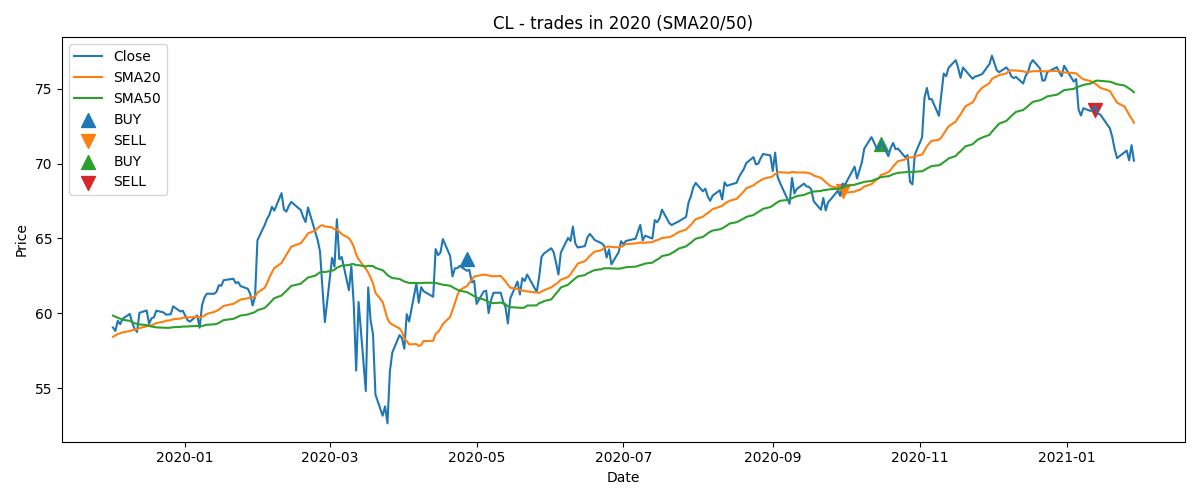 CL - trades in 2020 (SMA20/50)
Close
SMA20
SMA50
BUY
SELL
BUY
SELL
Price
75
70
65
60
55
2020-01
2020-03
2020-05
2020-07
2020-09
2020-11
2021-01
Date